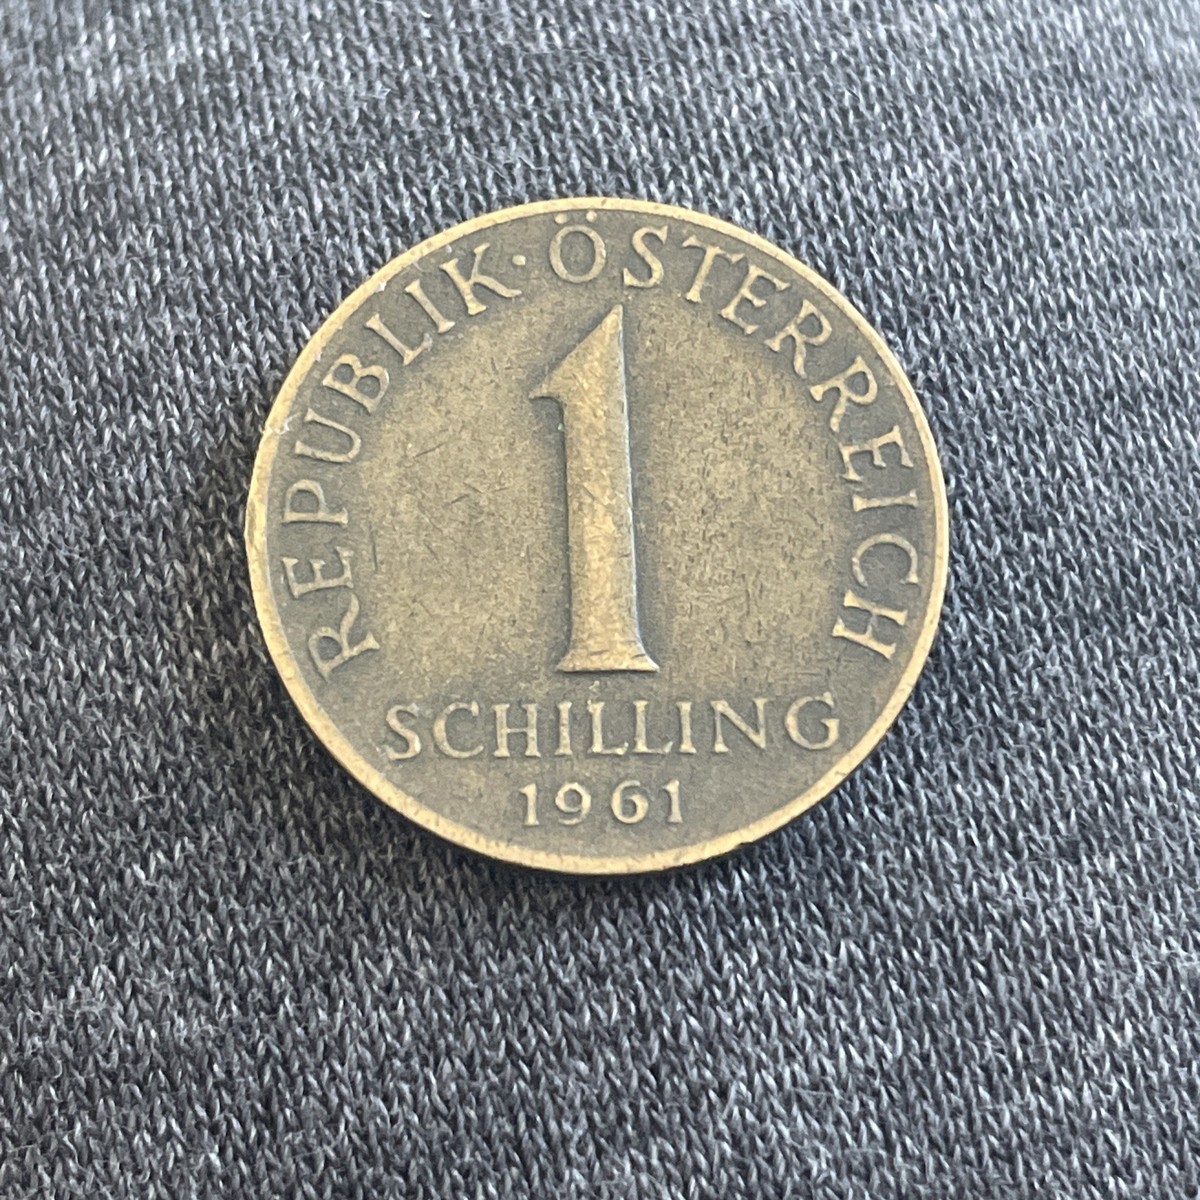 REPUBLIK · ÖSTERREICH
1
SCHILLING
1961